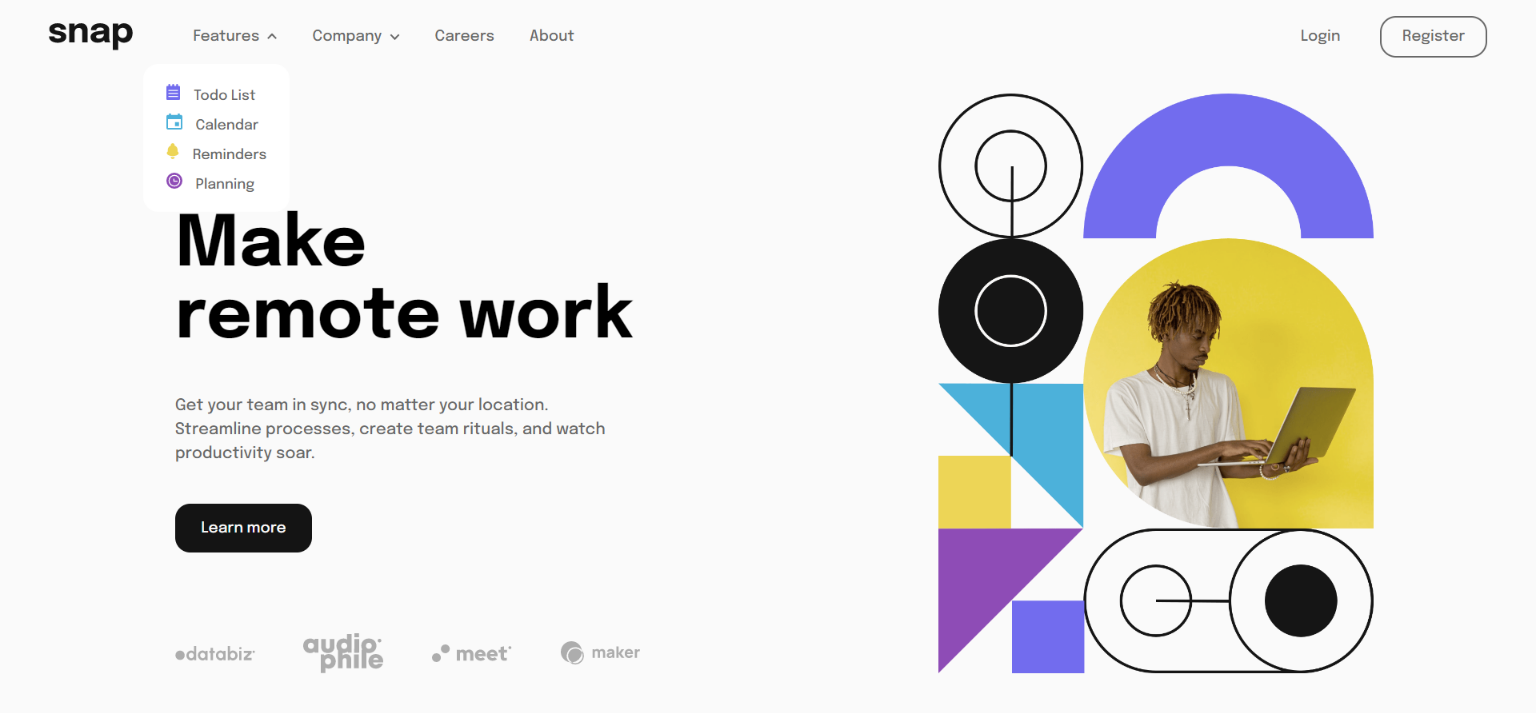 snap
Features
Company
Careers
About
Login
Register
Todo List
Calendar
Reminders
Planning
Make
remote work
Get your team in sync, no matter your location.
Streamline processes, create team rituals, and watch
productivity soar.
Learn more
databiz
audio
phile
meet
maker